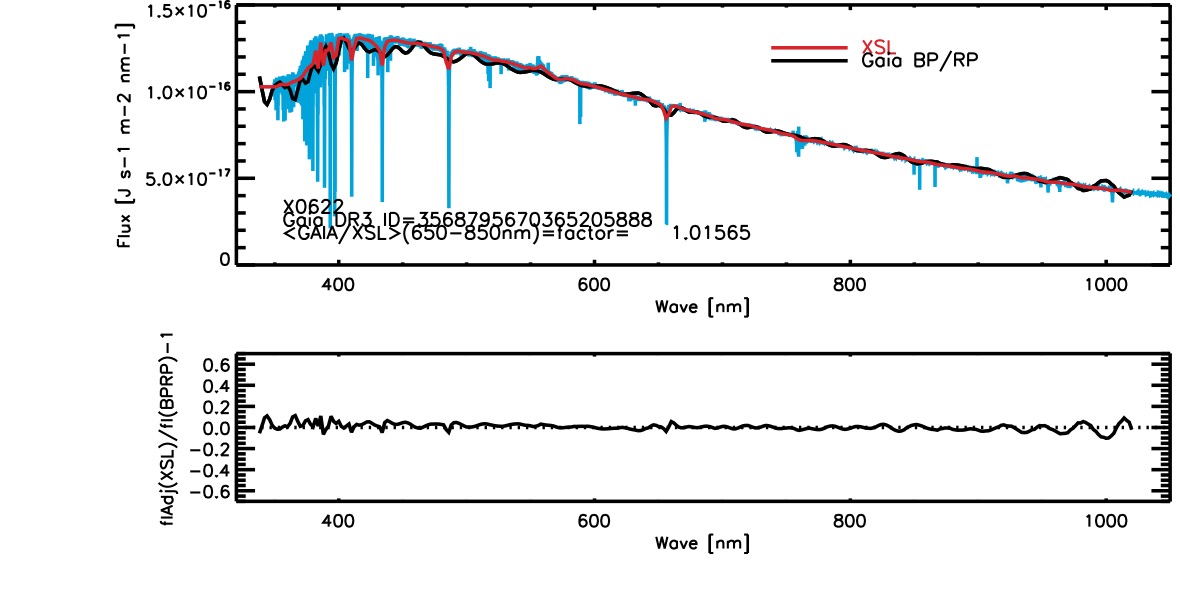 1.5×10−16
1.0×10−16
5.0×10−17
0
Flux [J s−1 m−2 nm−1]
XSL
Gaia BP/RP
X0622
Gaia DR3 ID=3568795670365205888
<GAIA/XSL>(650−850nm)=factor= 1.01565
400 600 800 1000
Wave [nm]
flAdj(XSL)/fl(BPRP)−1
0.6
0.4
0.2
0.0
−0.2
−0.4
−0.6
400 600 800 1000
Wave [nm]